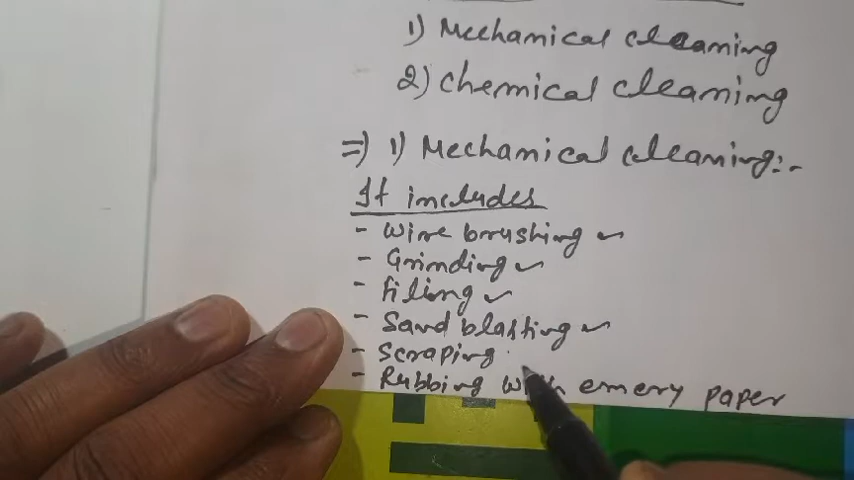 1) Mechanical cleaning
2) Chemical cleaning
=) 1) Mechanical cleaning:-
It includes
- Wire brushing ✓
- Grinding ✓
- Filing ✓
- Sand blasting ✓
- Scraping
- Rubbing with emery paper